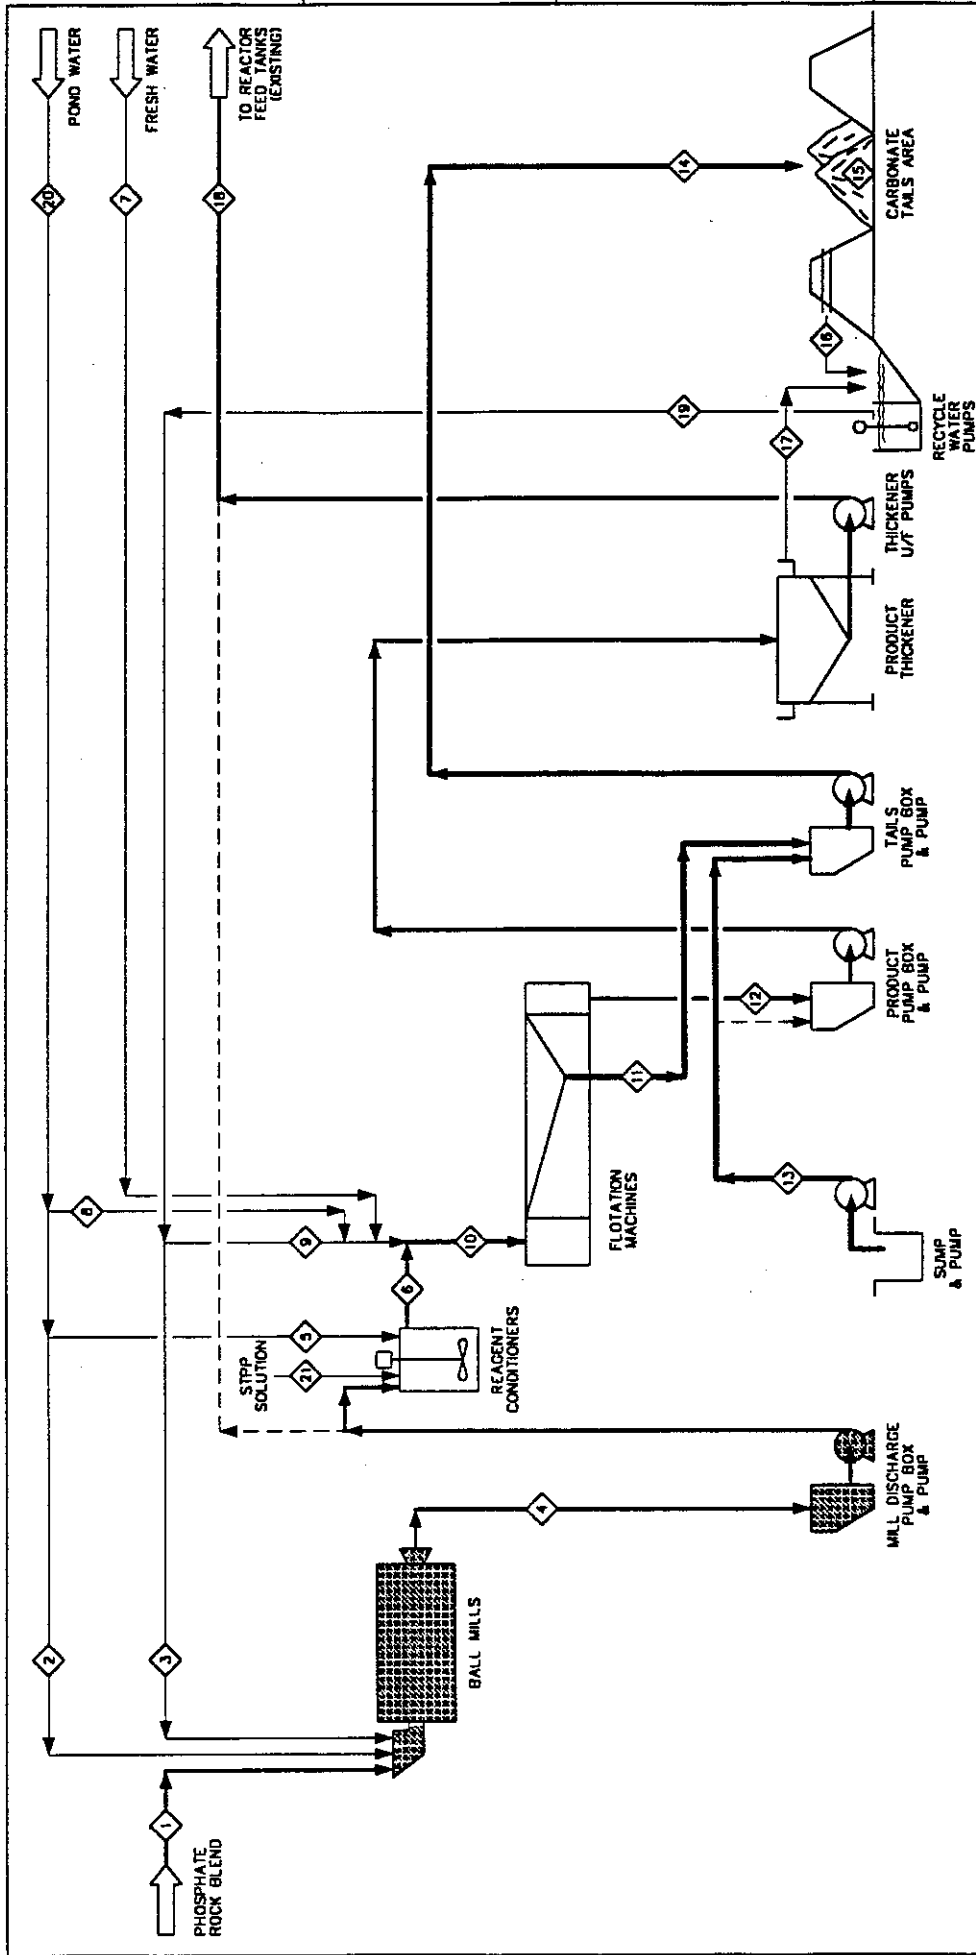 PHOSPHATE
ROCK BLEND
1
2
3
BALL MILLS
4
MILL DISCHARGE
PUMP BOX
& PUMP
STPP
SOLUTION
21
5
REAGENT
CONDITIONERS
6
8
9
10
FLOTATION
MACHINES
11
12
SUMP
& PUMP
13
PRODUCT
PUMP BOX
& PUMP
TAILS
PUMP BOX
& PUMP
PRODUCT
THICKENER
THICKENER
U/F PUMPS
17
19
16
RECYCLE
WATER
PUMPS
14
15
CARBONATE
TAILS AREA
20
POND WATER
7
FRESH WATER
18
TO REACTOR
FEED TANKS
(EXISTING)